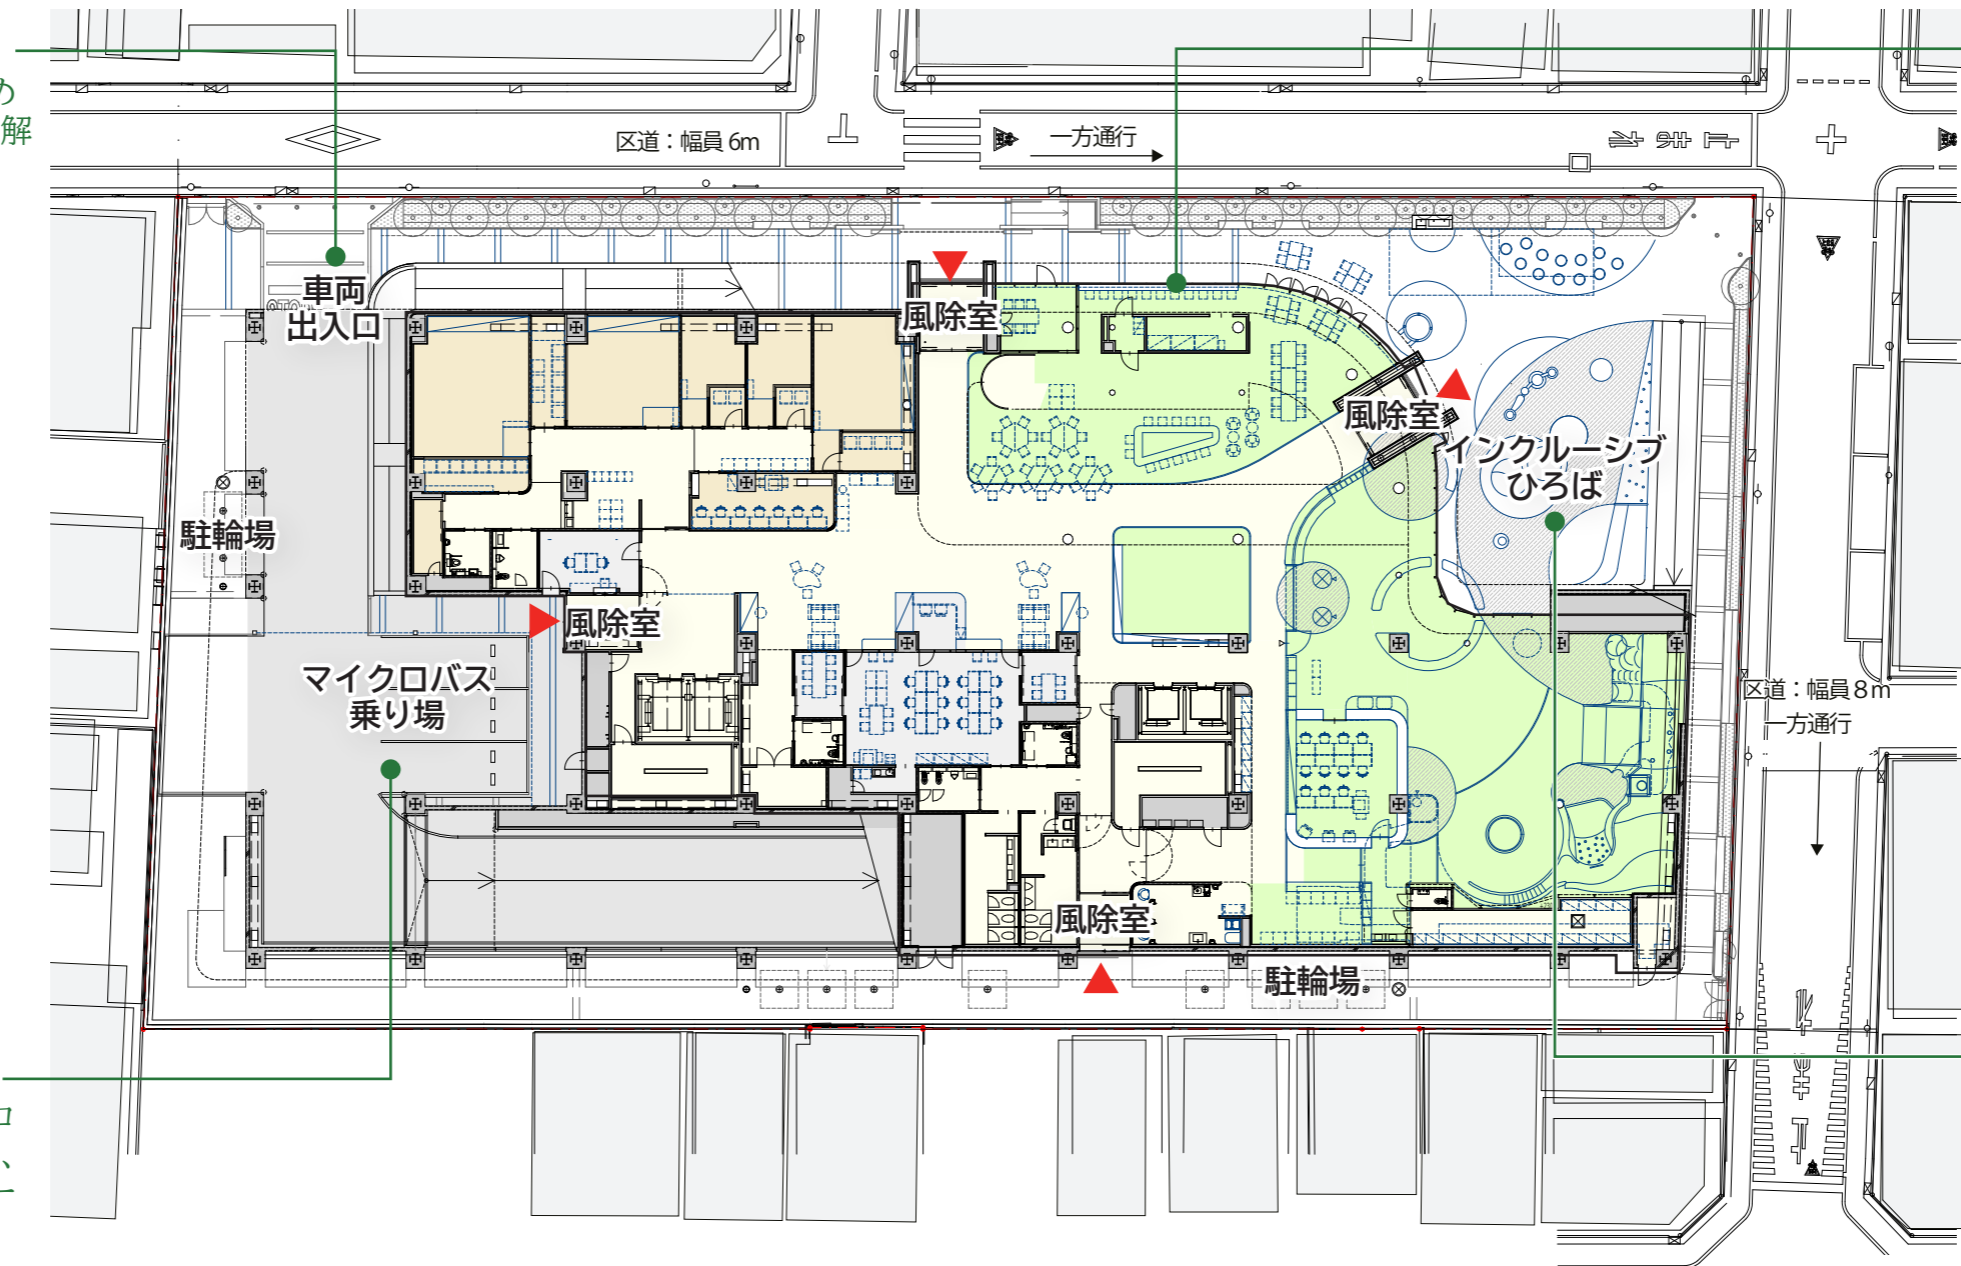 の
解
区道：幅員 6m
一方通行
車両
出入口
風除室
風除室
インクルーシブ
ひろば
駐輪場
風除室
マイクロバス
乗り場
区道：幅員８m
一方通行
風除室
駐輪場
ロ
、